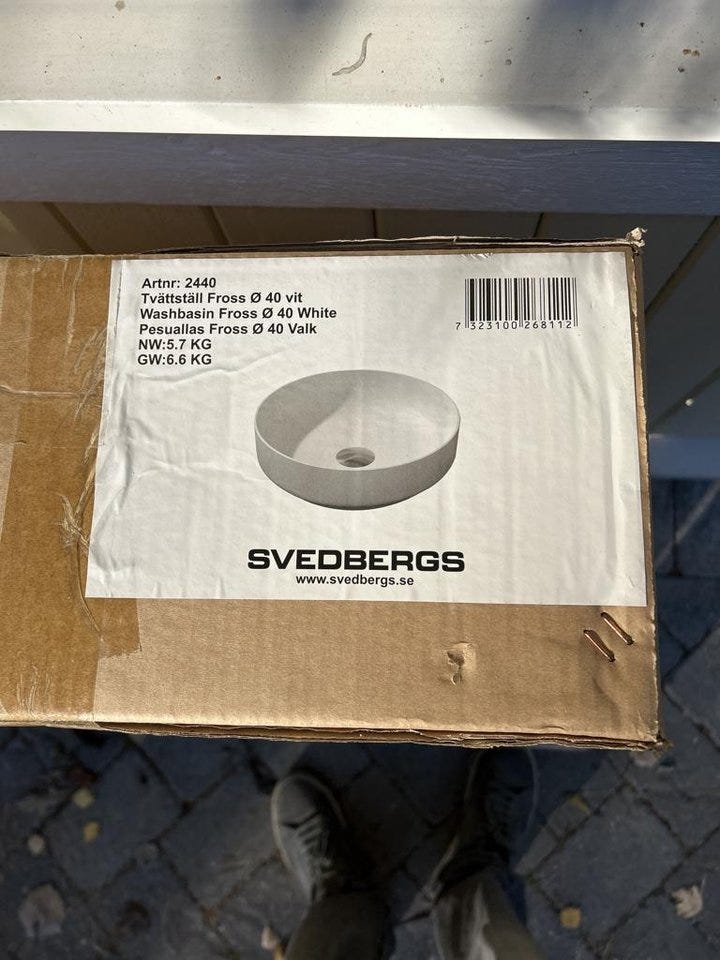 Artnr: 2440
Tvättställ Fross Ø 40 vit
Washbasin Fross Ø 40 White
Pesuallas Fross Ø 40 Valk
NW:5.7 KG
GW:6.6 KG
7 323100 268112
SVEDBERGS
www.svedbergs.se